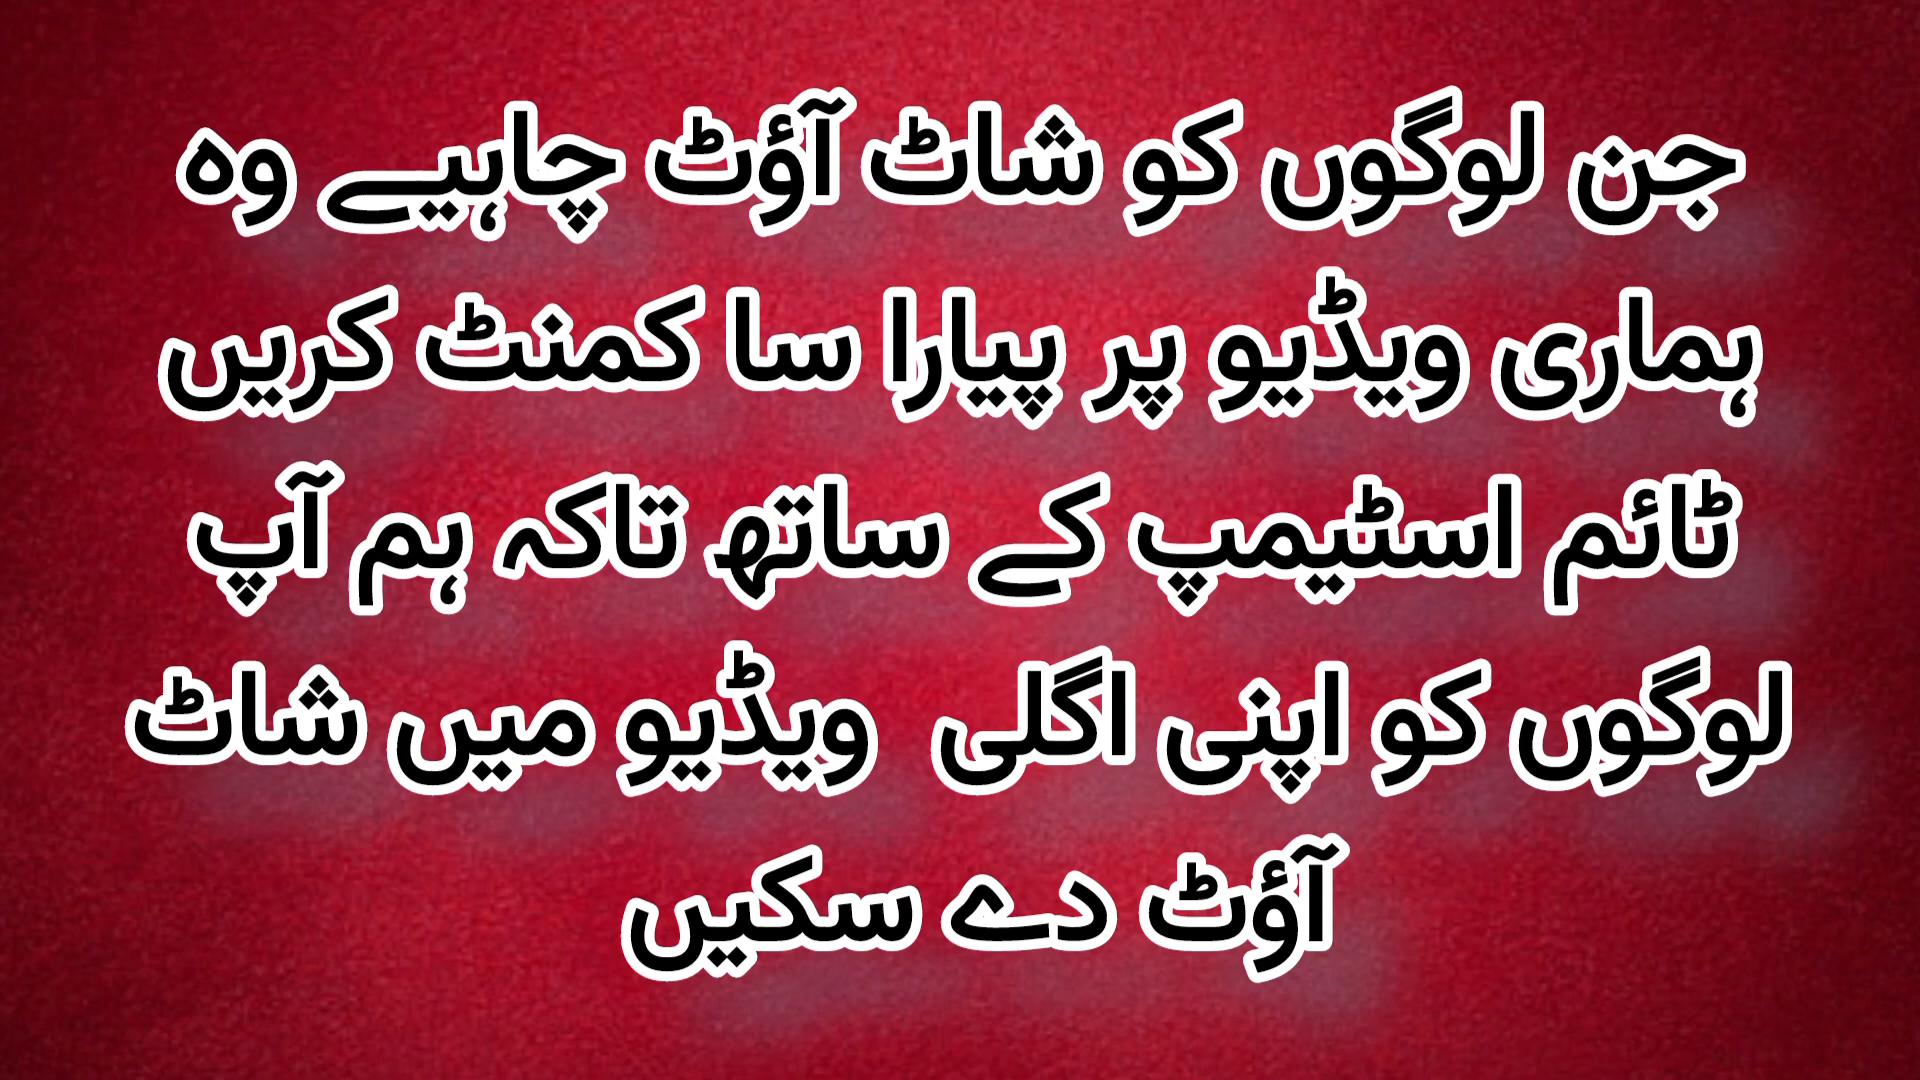 جن لوگوں کو شاٹ آؤٹ چاہیے وہ
ہماری ویڈیو پر پیارا سا کمنٹ کریں
ٹائم اسٹیمپ کے ساتھ تاکہ ہم آپ
لوگوں کو اپنی اگلی  ویڈیو میں شاٹ
آؤٹ دے سکیں